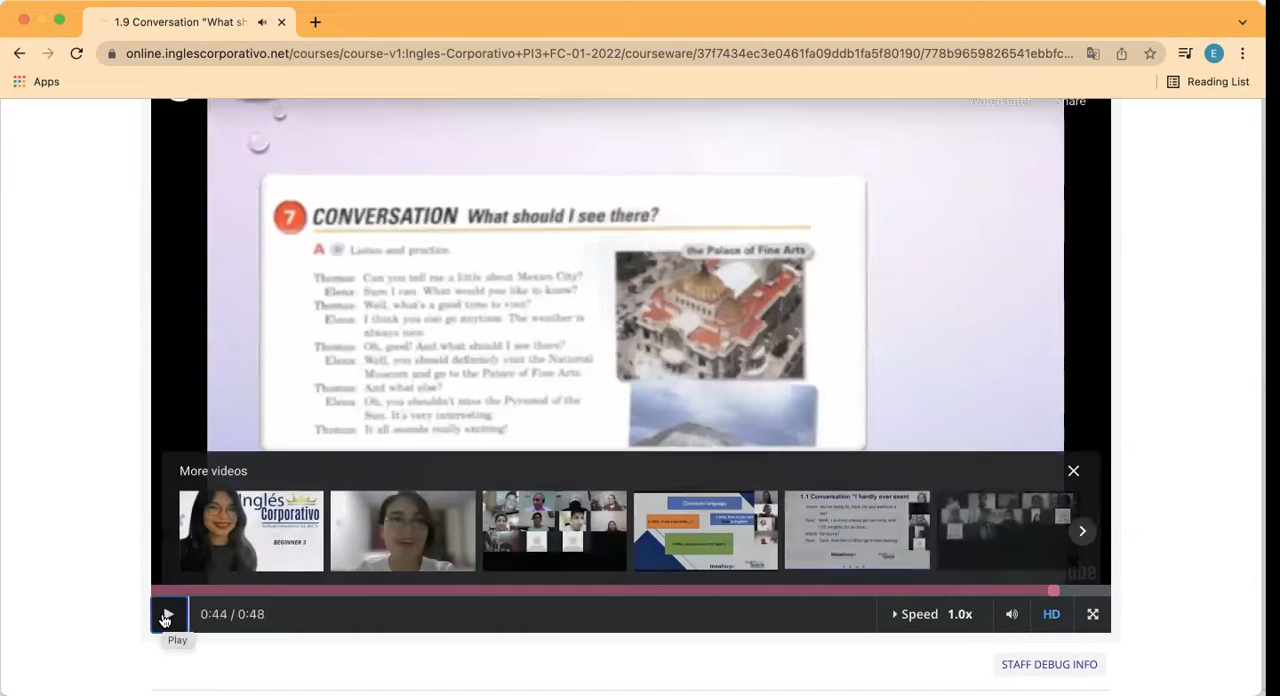 1.9 Conversation "What sh
online.inglescorporativo.net/courses/course-v1:Ingles-Corporativo+PI3+FC-01-2022/courseware/37f7434ec3e0461fa09ddb1fa5f80190/778b9659826541ebbfc...
E
Apps
Reading List
Watch later
Share
7 CONVERSATION What should I see there?
A Listen and practice.
the Palace of Fine Arts
Thomas: Can you tell me a little about Mexico City?
Elena: Sure I can. What would you like to know?
Thomas: Well, what's a good time to visit?
Elena: I think you can go anytime. The weather is
always nice.
Thomas: Oh, good! And what should I see there?
Elena: Well, you should definitely visit the National
Museum and go to the Palace of Fine Arts.
Thomas: And what else?
Elena: Oh, you shouldn't miss the Pyramid of the
Sun. It's very interesting.
Thomas: It all sounds really exciting!
More videos
Inglés
Corporativo
BEGINNER 3
Classroom language
1.1 Conversation "I hardly ever exerc
0:44 / 0:48
Speed 1.0x
HD
Play
STAFF DEBUG INFO